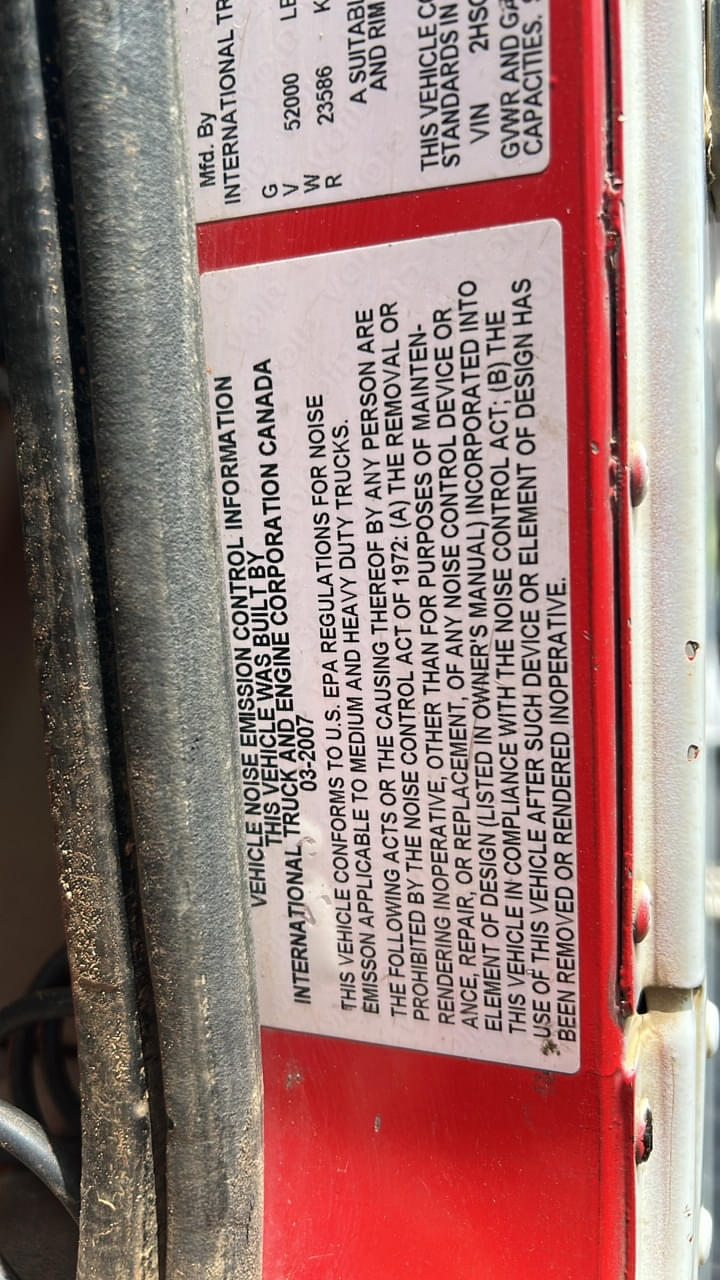 Mfd. By
INTERNATIONAL TR
G
V 52000 LB
W 23586 K
R
A SUITABL
AND RIM
THIS VEHICLE CO
STANDARDS IN
VIN 2HSC
GVWR AND GA
CAPACITIES.
VEHICLE NOISE EMISSION CONTROL INFORMATION
THIS VEHICLE WAS BUILT BY
INTERNATIONAL TRUCK AND ENGINE CORPORATION CANADA
03-2007
THIS VEHICLE CONFORMS TO U.S. EPA REGULATIONS FOR NOISE
EMISSON APPLICABLE TO MEDIUM AND HEAVY DUTY TRUCKS.
THE FOLLOWING ACTS OR THE CAUSING THEREOF BY ANY PERSON ARE
PROHIBITED BY THE NOISE CONTROL ACT OF 1972: (A) THE REMOVAL OR
RENDERING INOPERATIVE, OTHER THAN FOR PURPOSES OF MAINTEN-
ANCE, REPAIR, OR REPLACEMENT, OF ANY NOISE CONTROL DEVICE OR
ELEMENT OF DESIGN (LISTED IN OWNER'S MANUAL) INCORPORATED INTO
THIS VEHICLE IN COMPLIANCE WITH THE NOISE CONTROL ACT; (B) THE
USE OF THIS VEHICLE AFTER SUCH DEVICE OR ELEMENT OF DESIGN HAS
BEEN REMOVED OR RENDERED INOPERATIVE.